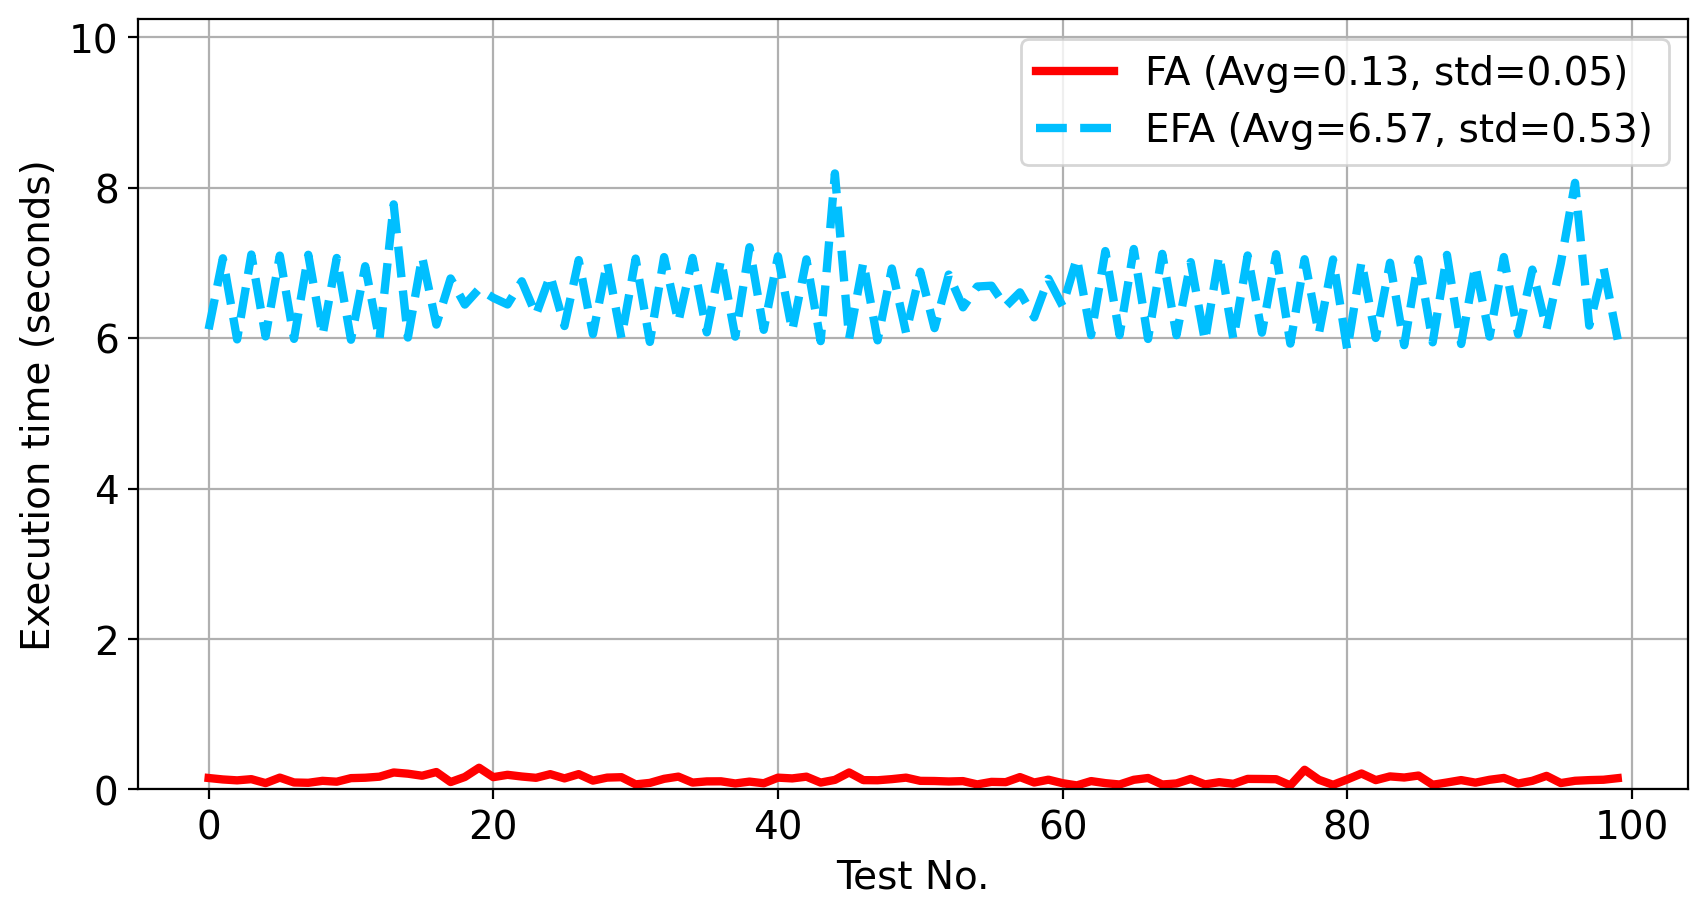 10
8
6
4
2
0
Execution time (seconds)
FA (Avg=0.13, std=0.05)
EFA (Avg=6.57, std=0.53)
0 20 40 60 80 100
Test No.